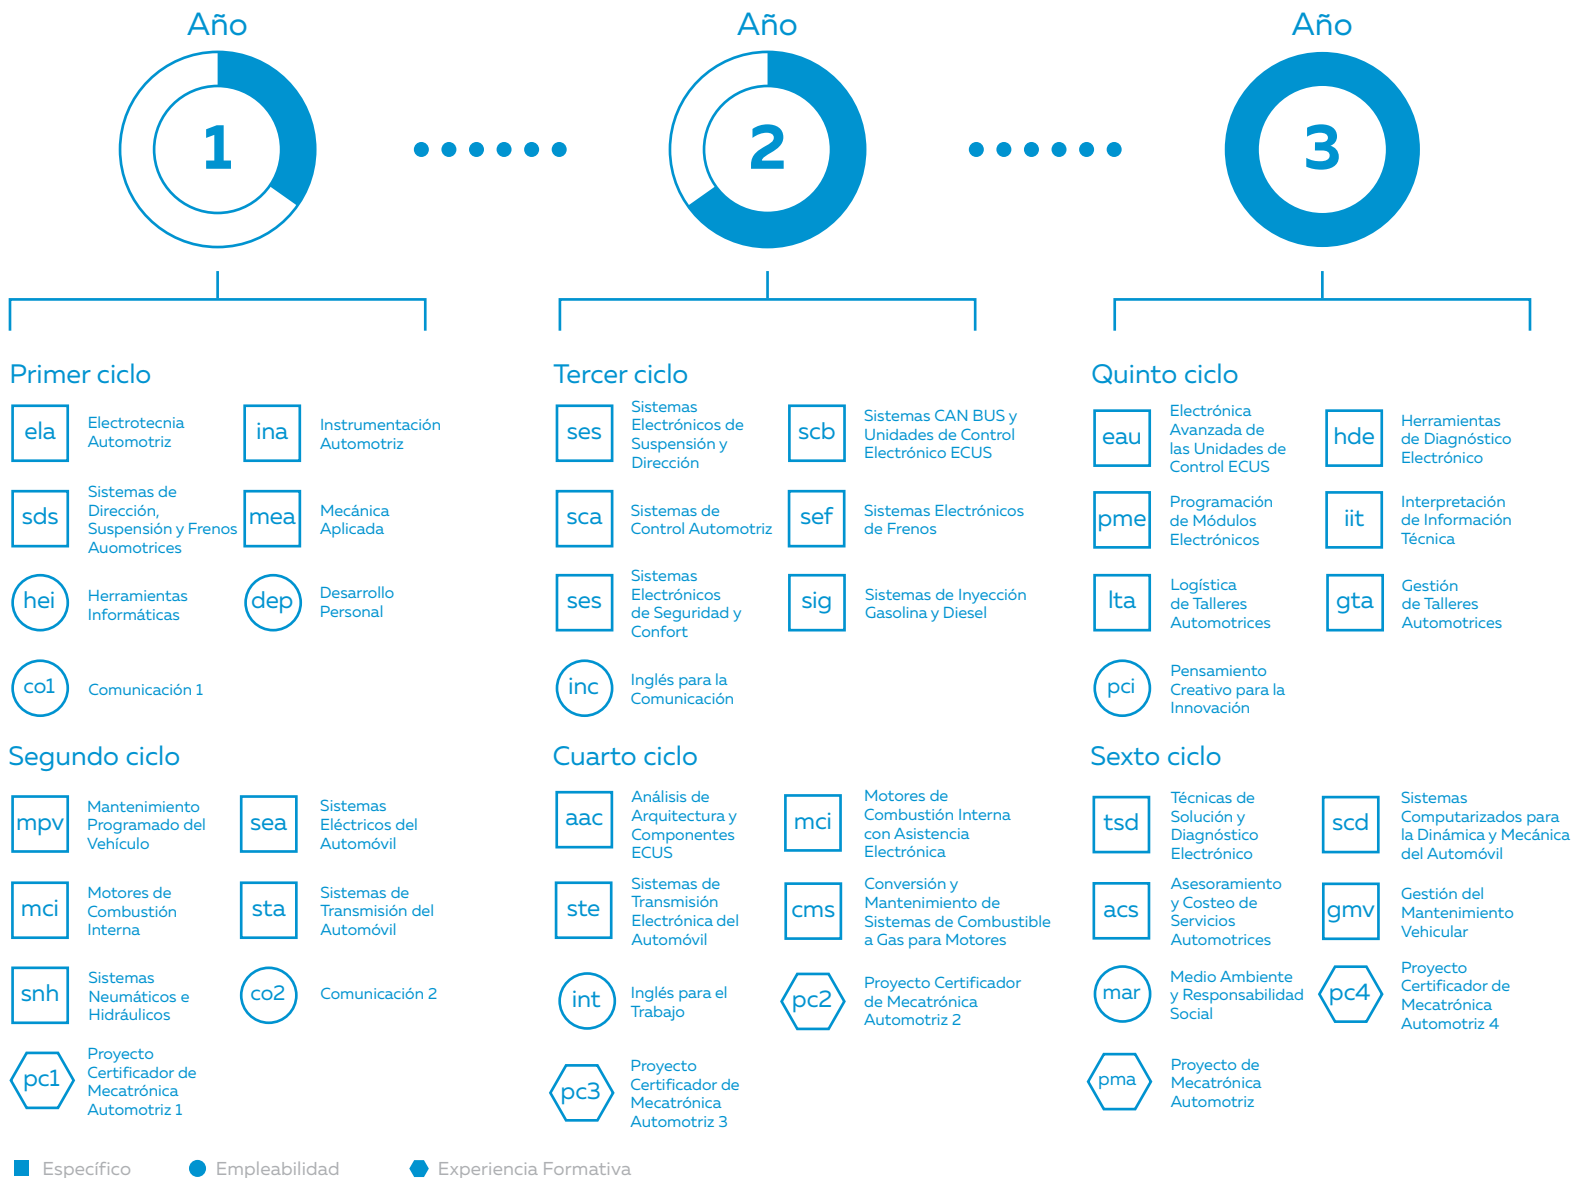 Año
Año
Año
1
2
3
Primer ciclo
ela
Electrotecnia
Automotriz
ina
Instrumentación
Automotriz
sds
Sistemas de
Dirección,
Suspensión y Frenos
Auomotrices
mea
Mecánica
Aplicada
hei
Herramientas
Informáticas
dep
Desarrollo
Personal
co1
Comunicación 1
Segundo ciclo
mpv
Mantenimiento
Programado del
Vehículo
sea
Sistemas
Eléctricos del
Automóvil
mci
Motores de
Combustión
Interna
sta
Sistemas de
Transmisión del
Automóvil
snh
Sistemas
Neumáticos e
Hidráulicos
co2
Comunicación 2
pc1
Proyecto
Certificador de
Mecatrónica
Automotriz 1
Tercer ciclo
ses
Sistemas
Electrónicos de
Suspensión y
Dirección
scb
Sistemas CAN BUS y
Unidades de Control
Electrónico ECUS
sca
Sistemas de
Control Automotriz
sef
Sistemas Electrónicos
de Frenos
ses
Sistemas
Electrónicos
de Seguridad y
Confort
sig
Sistemas de Inyección
Gasolina y Diesel
inc
Inglés para la
Comunicación
Cuarto ciclo
aac
Análisis de
Arquitectura y
Componentes
ECUS
mci
Motores de
Combustión Interna
con Asistencia
Electrónica
ste
Sistemas de
Transmisión
Electrónica del
Automóvil
cms
Conversión y
Mantenimiento de
Sistemas de Combustible
a Gas para Motores
int
Inglés para el
Trabajo
pc2
Proyecto Certificador
de Mecatrónica
Automotriz 2
pc3
Proyecto
Certificador de
Mecatrónica
Automotriz 3
Quinto ciclo
eau
Electrónica
Avanzada de
las Unidades de
Control ECUS
hde
Herramientas
de Diagnóstico
Electrónico
pme
Programación
de Módulos
Electrónicos
iit
Interpretación
de Información
Técnica
lta
Logística
de Talleres
Automotrices
gta
Gestión
de Talleres
Automotrices
pci
Pensamiento
Creativo para la
Innovación
Sexto ciclo
tsd
Técnicas de
Solución y
Diagnóstico
Electrónico
scd
Sistemas
Computarizados para
la Dinámica y Mecánica
del Automóvil
acs
Asesoramiento
y Costeo de
Servicios
Automotrices
gmv
Gestión del
Mantenimiento
Vehicular
mar
Medio Ambiente
y Responsabilidad
Social
pc4
Proyecto
Certificador de
Mecatrónica
Automotriz 4
pma
Proyecto de
Mecatrónica
Automotriz
Específico
Empleabilidad
Experiencia Formativa